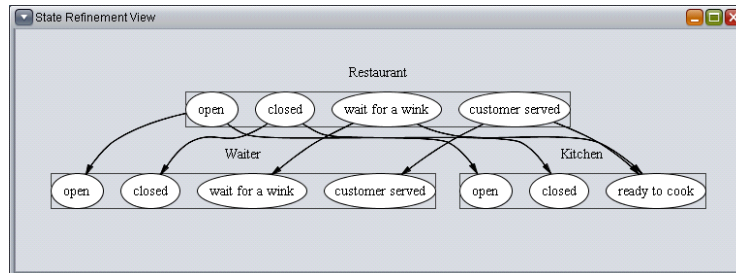 State Refinement View
Restaurant
open closed wait for a wink customer served
Waiter Kitchen
open closed wait for a wink customer served open closed ready to cook